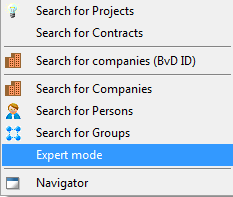 Search for Projects
Search for Contracts
Search for companies (BvD ID)
Search for Companies
Search for Persons
Search for Groups
Expert mode
Navigator